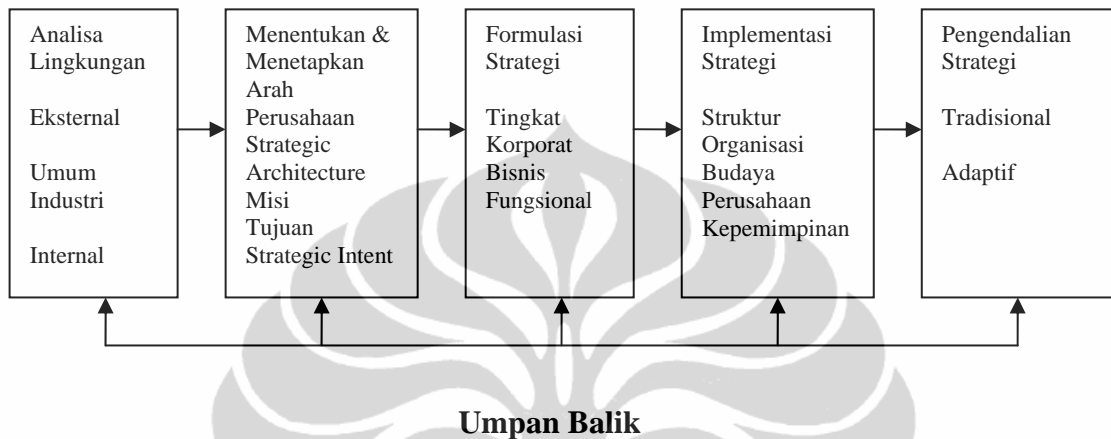 Analisa
Lingkungan
Eksternal
Umum
Industri
Internal
Menentukan &
Menetapkan
Arah
Perusahaan
Strategic
Architecture
Misi
Tujuan
Strategic Intent
Formulasi
Strategi
Tingkat
Korporat
Bisnis
Fungsional
Implementasi
Strategi
Struktur
Organisasi
Budaya
Perusahaan
Kepemimpinan
Pengendalian
Strategi
Tradisional
Adaptif
Umpan Balik